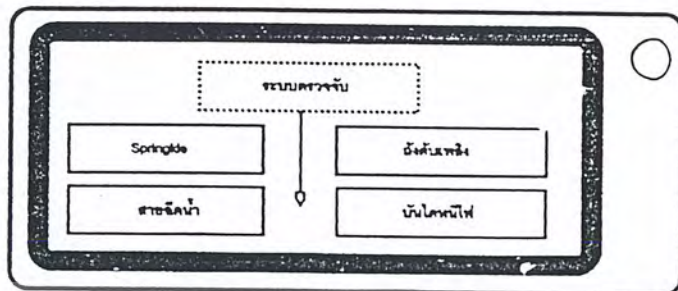 ระบบตรวจจับ
Springlde
ถังดับเพลิง
สายฉีดน้ำ
บันไดหนีไฟ